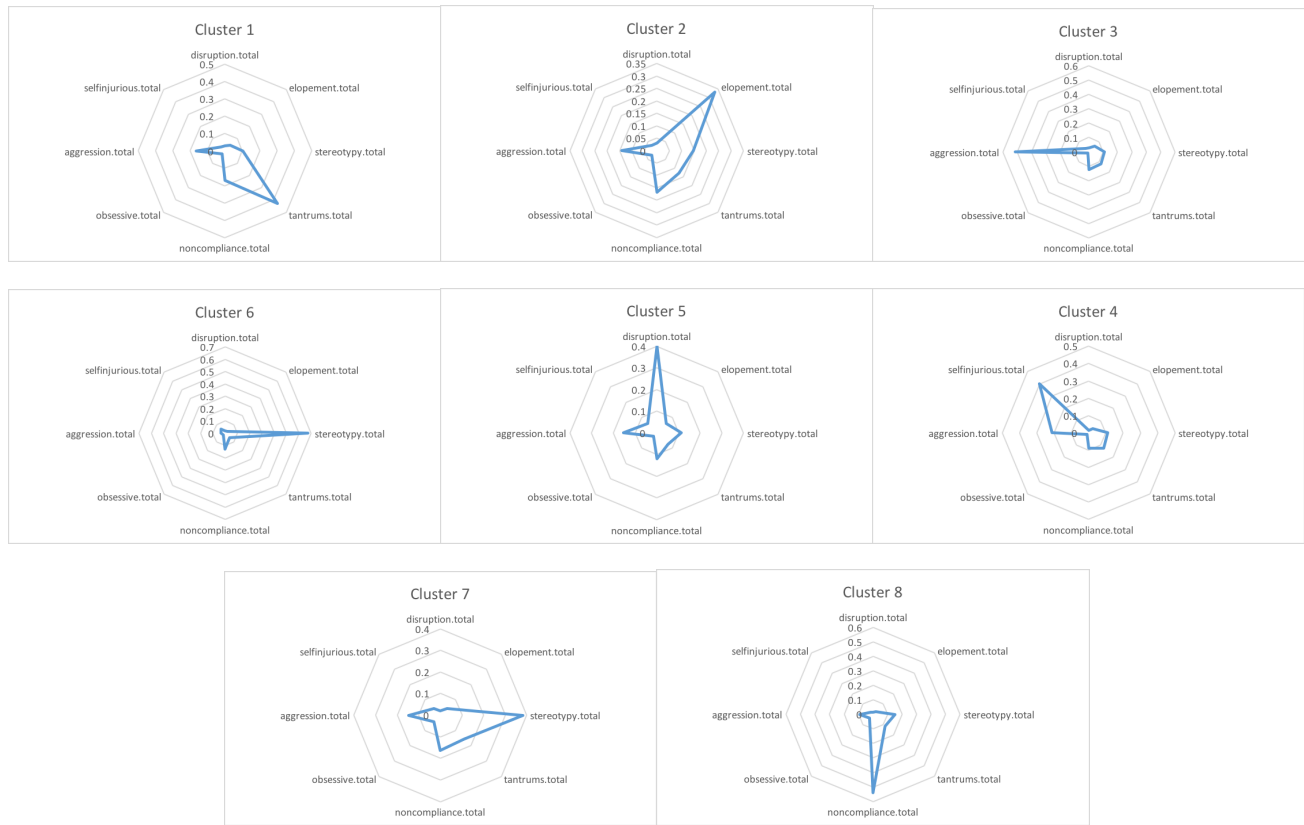 Cluster 1
disruption.total
0.5
0.4
0.3
0.2
0.1
0
elopement.total
stereotypy.total
tantrums.total
noncompliance.total
obsessive.total
aggression.total
selfinjurious.total
Cluster 2
disruption.total
0.35
0.3
0.25
0.2
0.15
0.1
0.05
0
elopement.total
stereotypy.total
tantrums.total
noncompliance.total
obsessive.total
aggression.total
selfinjurious.total
Cluster 3
disruption.total
0.6
0.5
0.4
0.3
0.2
0.1
0
elopement.total
stereotypy.total
tantrums.total
noncompliance.total
obsessive.total
aggression.total
selfinjurious.total
Cluster 6
disruption.total
0.7
0.6
0.5
0.4
0.3
0.2
0.1
0
elopement.total
stereotypy.total
tantrums.total
noncompliance.total
obsessive.total
aggression.total
selfinjurious.total
Cluster 5
disruption.total
0.4
0.3
0.2
0.1
0
elopement.total
stereotypy.total
tantrums.total
noncompliance.total
obsessive.total
aggression.total
selfinjurious.total
Cluster 4
disruption.total
0.5
0.4
0.3
0.2
0.1
0
elopement.total
stereotypy.total
tantrums.total
noncompliance.total
obsessive.total
aggression.total
selfinjurious.total
Cluster 7
disruption.total
0.4
0.3
0.2
0.1
0
elopement.total
stereotypy.total
tantrums.total
noncompliance.total
obsessive.total
aggression.total
selfinjurious.total
Cluster 8
disruption.total
0.6
0.5
0.4
0.3
0.2
0.1
0
elopement.total
stereotypy.total
tantrums.total
noncompliance.total
obsessive.total
aggression.total
selfinjurious.total